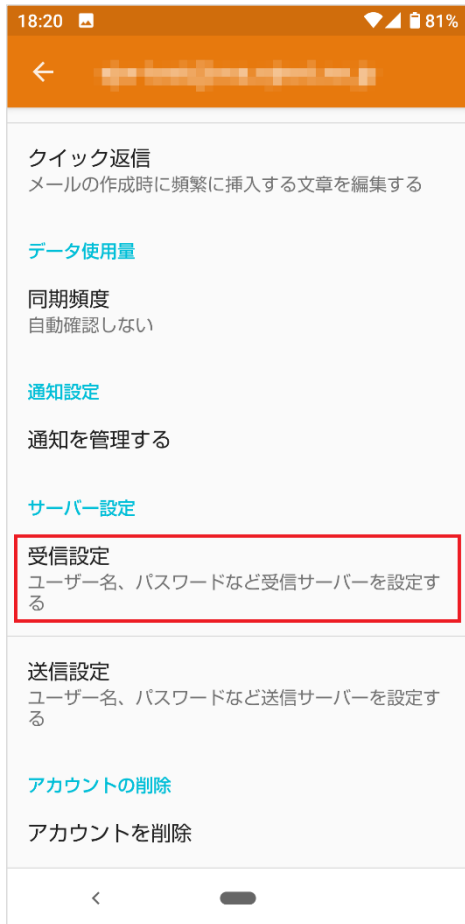 18:20 81%
クイック返信
メールの作成時に頻繁に挿入する文章を編集する
データ使用量
同期頻度
自動確認しない
通知設定
通知を管理する
サーバー設定
受信設定
ユーザー名、パスワードなど受信サーバーを設定す
る
送信設定
ユーザー名、パスワードなど送信サーバーを設定す
る
アカウントの削除
アカウントを削除